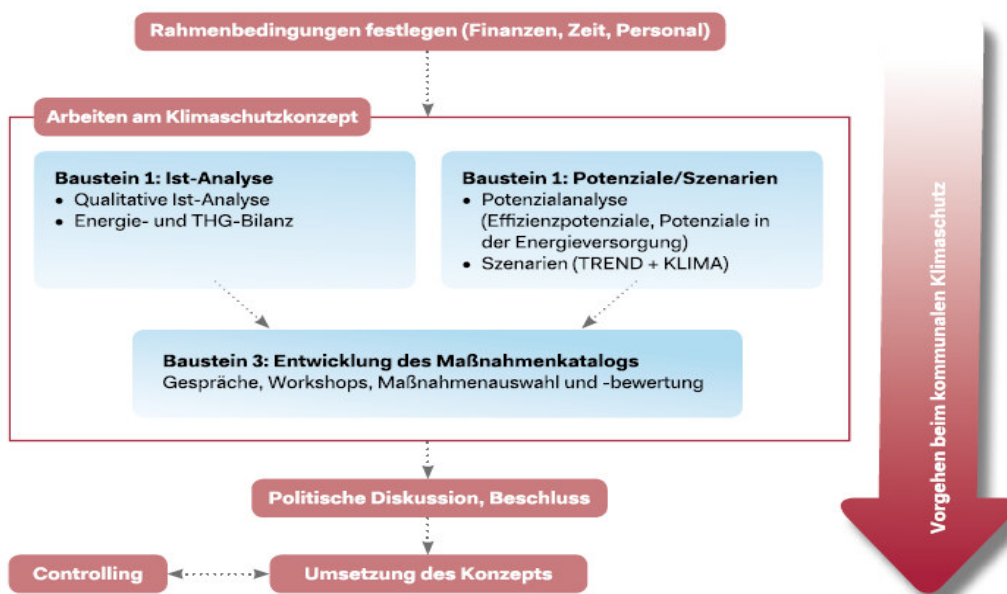 Rahmenbedingungen festlegen (Finanzen, Zeit, Personal)
Arbeiten am Klimaschutzkonzept
Baustein 1: Ist-Analyse
• Qualitative Ist-Analyse
• Energie- und THG-Bilanz
Baustein 1: Potenziale/Szenarien
• Potenzialanalyse
(Effizienzpotenziale, Potenziale in
der Energieversorgung)
• Szenarien (TREND + KLIMA)
Baustein 3: Entwicklung des Maßnahmenkatalogs
Gespräche, Workshops, Maßnahmenauswahl und -bewertung
Politische Diskussion, Beschluss
Controlling
Umsetzung des Konzepts
Vorgehen beim kommunalen Klimaschutz